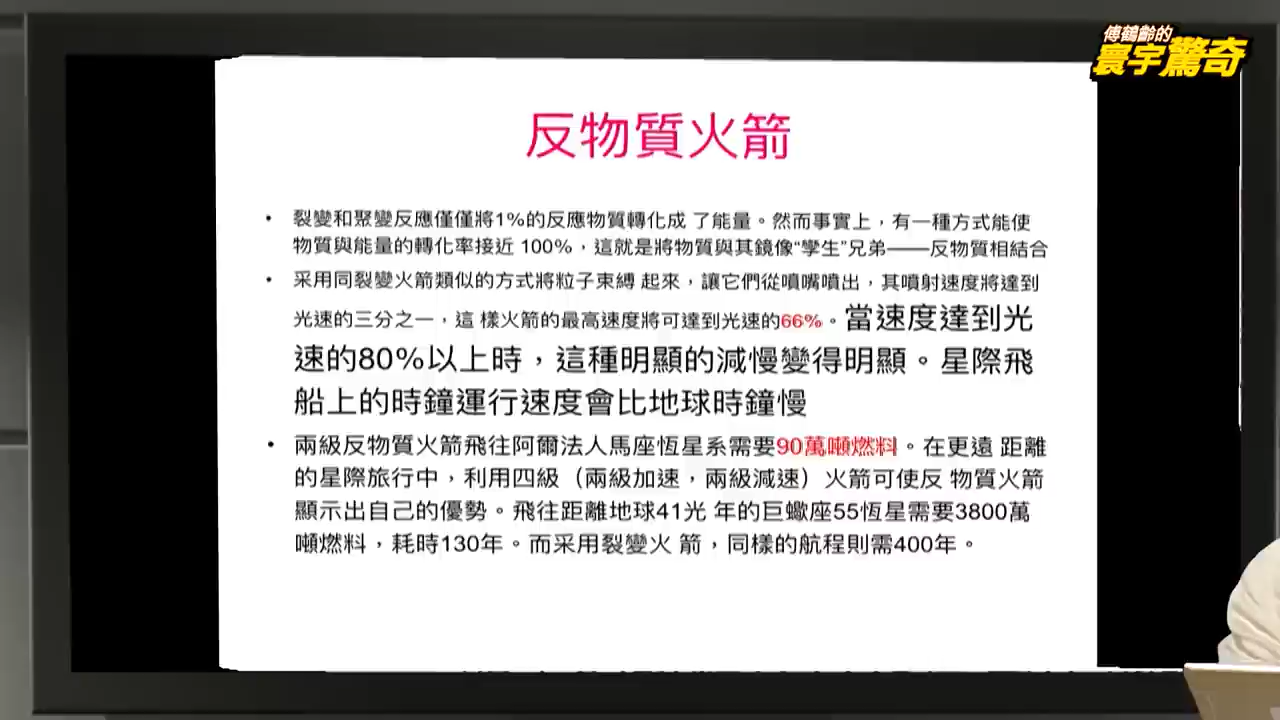 傅鶴齡的
寰宇驚奇
反物質火箭
• 裂變和聚變反應僅僅將1%的反應物質轉化成 了能量。然而事實上，有一種方式能使
物質與能量的轉化率接近 100%，這就是將物質與其鏡像“孿生”兄弟——反物質相結合
• 采用同裂變火箭類似的方式將粒子束縛 起來，讓它們從噴嘴噴出，其噴射速度將達到
光速的三分之一，這 樣火箭的最高速度將可達到光速的66%。當速度達到光
速的80%以上時，這種明顯的減慢變得明顯。星際飛
船上的時鐘運行速度會比地球時鐘慢
• 兩級反物質火箭飛往阿爾法人馬座恆星系需要90萬噸燃料。在更遠 距離
的星際旅行中，利用四級（兩級加速，兩級減速）火箭可使反 物質火箭
顯示出自己的優勢。飛往距離地球41光 年的巨蠍座55恆星需要3800萬
噸燃料，耗時130年。而采用裂變火 箭，同樣的航程則需400年。